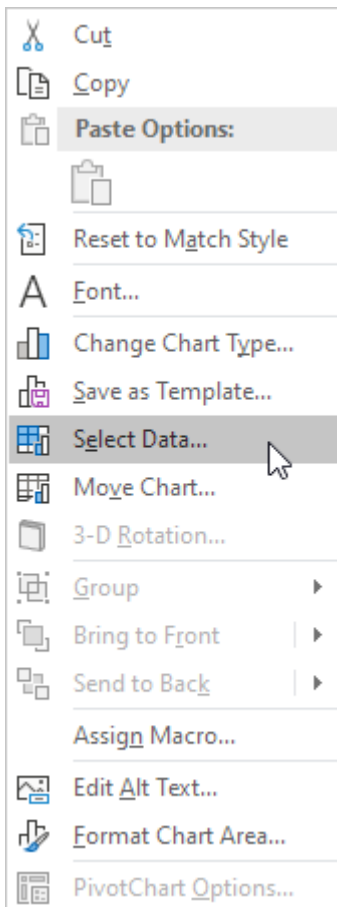 Cut
Copy
Paste Options:
Reset to Match Style
Font...
Change Chart Type...
Save as Template...
Select Data...
Move Chart...
3-D Rotation...
Group
Bring to Front
Send to Back
Assign Macro...
Edit Alt Text...
Format Chart Area...
PivotChart Options...